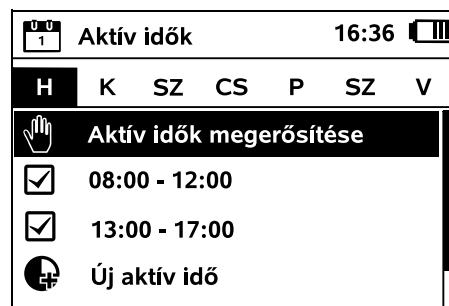 1 Aktív idők 16:36
H K SZ CS P SZ V
Aktív idők megerősítése
08:00 - 12:00
13:00 - 17:00
Új aktív idő